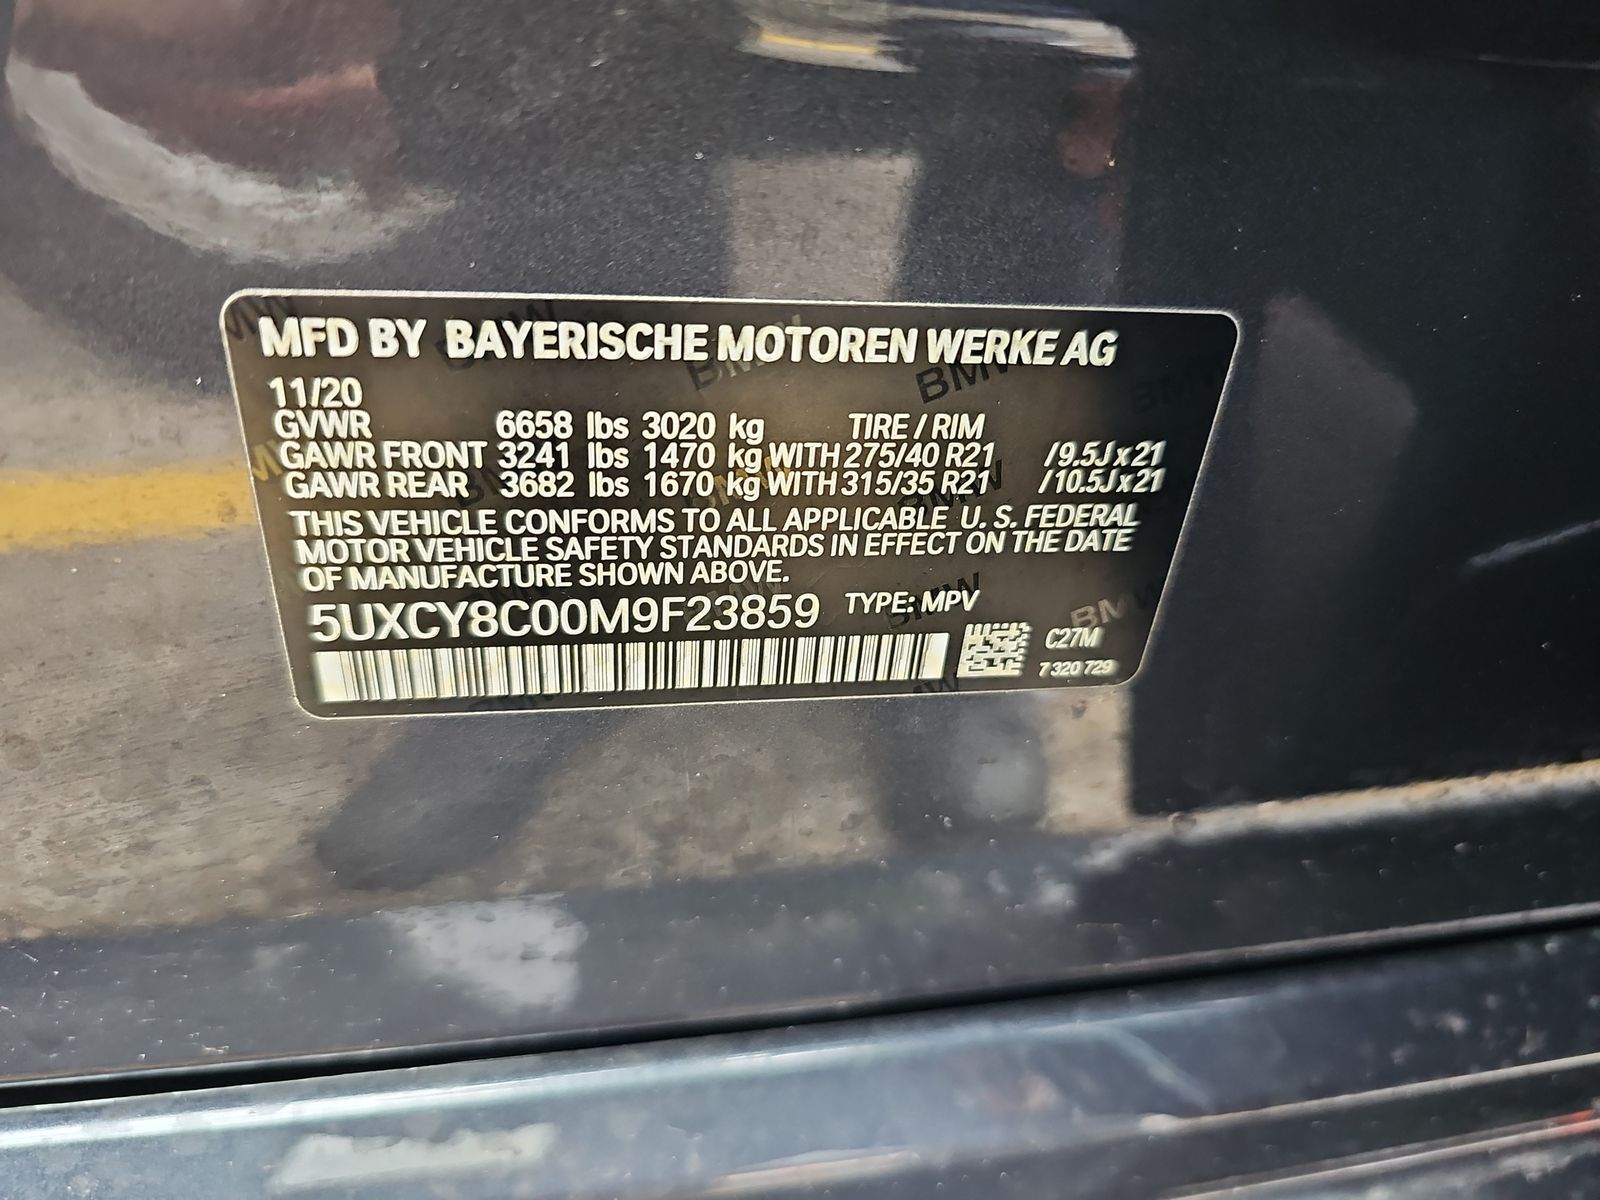 MFD BY BAYERISCHE MOTOREN WERKE AG
11/20
GVWR 6658 lbs 3020 kg TIRE / RIM
GAWR FRONT 3241 lbs 1470 kg WITH 275/40 R21 /9.5Jx21
GAWR REAR 3682 lbs 1670 kg WITH 315/35 R21 /10.5Jx21
THIS VEHICLE CONFORMS TO ALL APPLICABLE U. S. FEDERAL
MOTOR VEHICLE SAFETY STANDARDS IN EFFECT ON THE DATE
OF MANUFACTURE SHOWN ABOVE.
5UXCY8C00M9F23859 TYPE: MPV
C27M
7 320 729